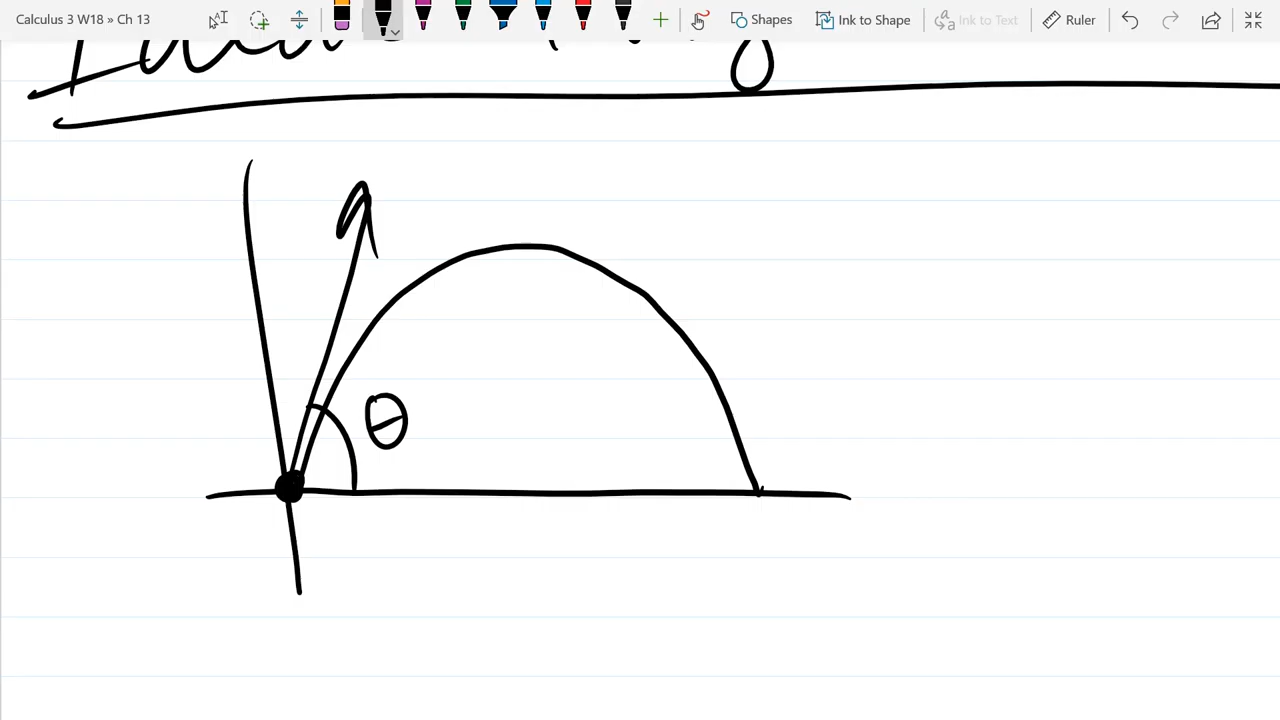 Calculus 3 W18 » Ch 13 Shapes Ink to Shape Ink to Text Ruler
θ